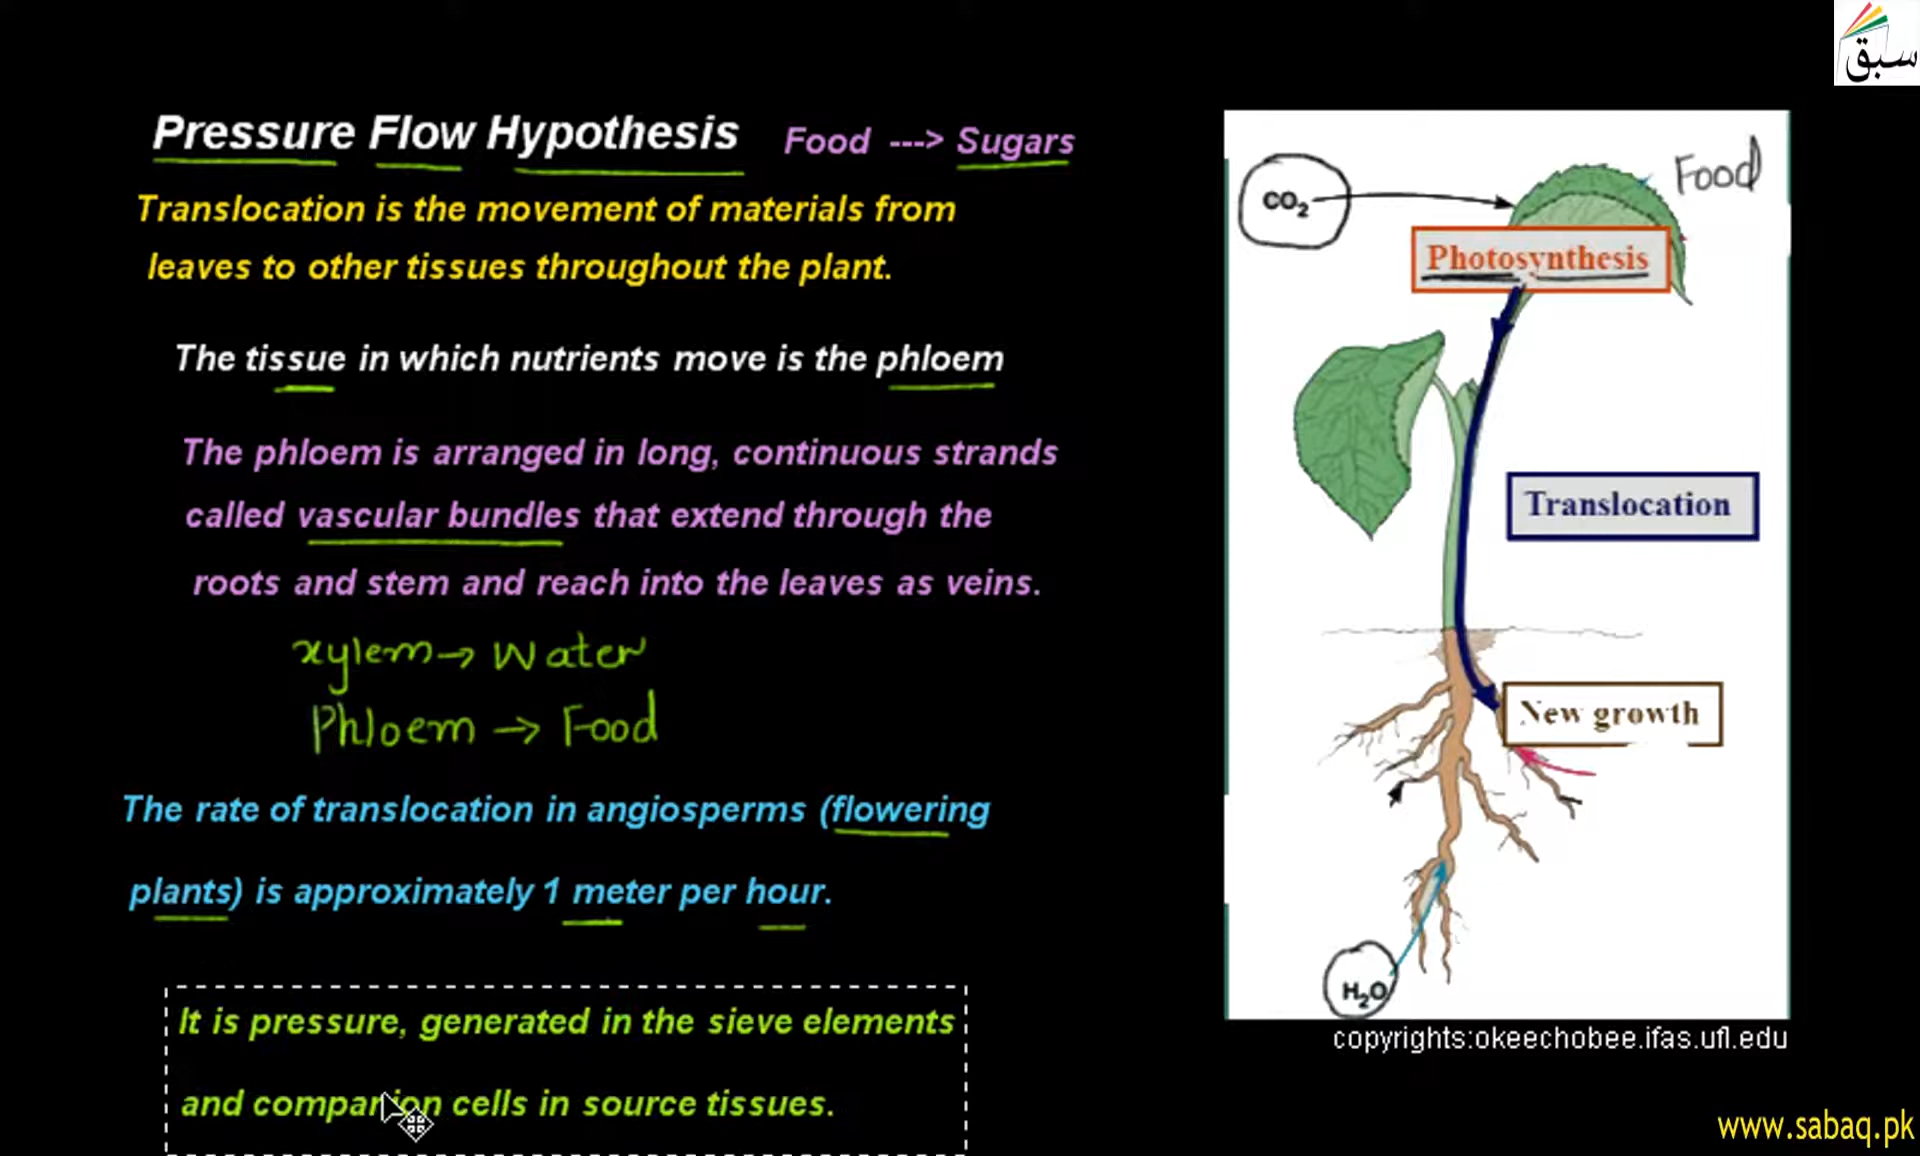 سبق
Pressure Flow Hypothesis Food ---> Sugars
Translocation is the movement of materials from
leaves to other tissues throughout the plant.
The tissue in which nutrients move is the phloem
The phloem is arranged in long, continuous strands
called vascular bundles that extend through the
roots and stem and reach into the leaves as veins.
xylem → Water
Phloem → Food
The rate of translocation in angiosperms (flowering
plants) is approximately 1 meter per hour.
It is pressure, generated in the sieve elements
and companion cells in source tissues.
CO₂
Food
Photosynthesis
Translocation
New growth
H₂O
copyrights:okeechobee.ifas.ufl.edu
www.sabaq.pk